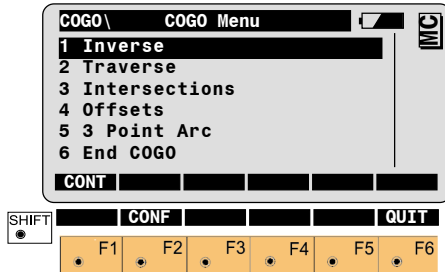 COGO\ COGO Menu
MC
1 Inverse
2 Traverse
3 Intersections
4 Offsets
5 3 Point Arc
6 End COGO
CONT
SHIFT CONF QUIT
F1 F2 F3 F4 F5 F6